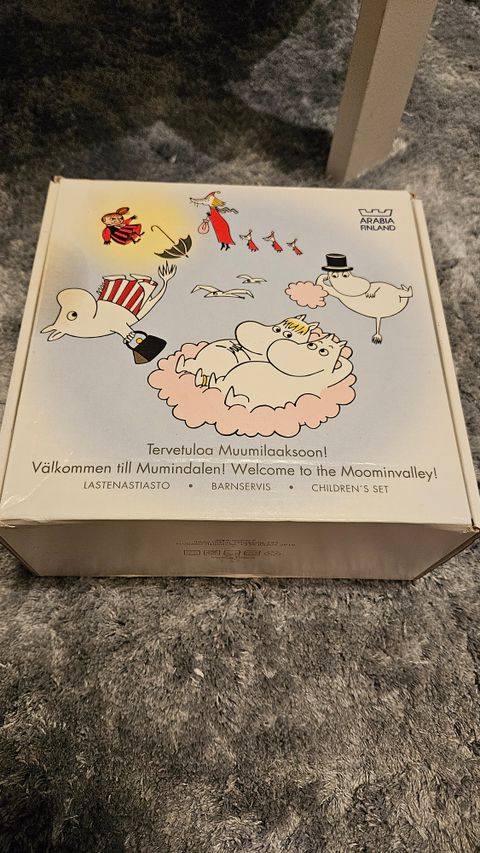 ARABIA
FINLAND
Tervetuloa Muumilaaksoon!
Välkommen till Mumindalen! Welcome to the Moominvalley!
LASTENASTIASTO • BARNSERVIS • CHILDREN'S SET